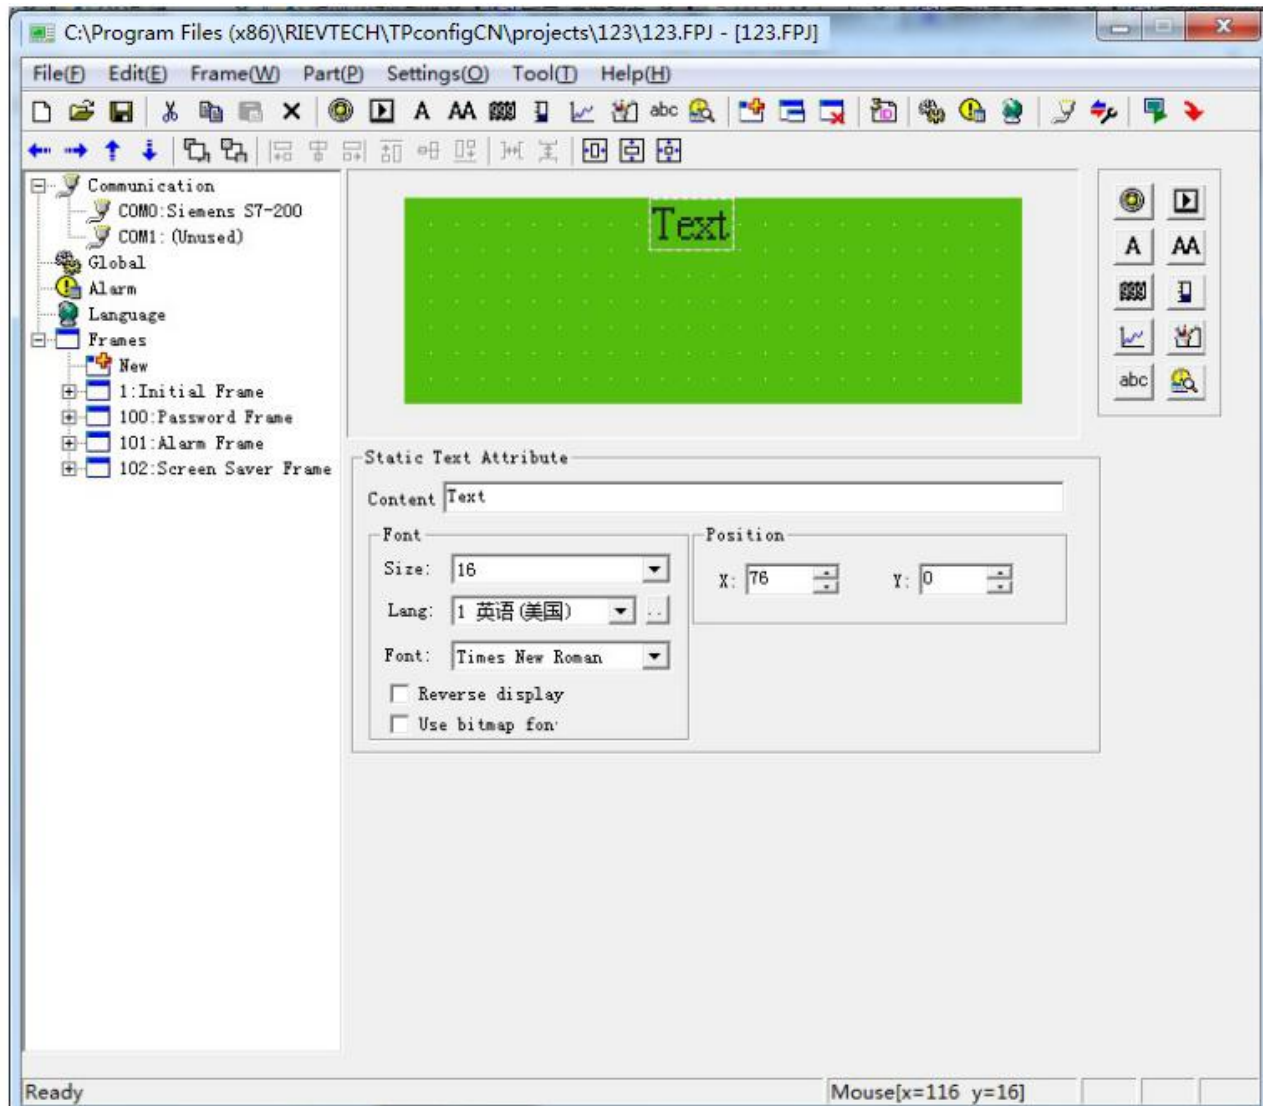 C:\Program Files (x86)\RIEVTECH\TPconfigCN\projects\123\123.FPJ - [123.FPJ]
File(F) Edit(E) Frame(W) Part(P) Settings(O) Tool(T) Help(H)
A AA abc
Communication
COM0:Siemens S7-200
COM1:(Unused)
Global
Alarm
Language
Frames
New
1:Initial Frame
100:Password Frame
101:Alarm Frame
102:Screen Saver Frame
Text
A AA
abc
Static Text Attribute
Content Text
Font
Size: 16
Lang: 1 英语(美国) ..
Font: Times New Roman
Reverse display
Use bitmap fon
Position
X: 76 Y: 0
Ready Mouse[x=116 y=16]